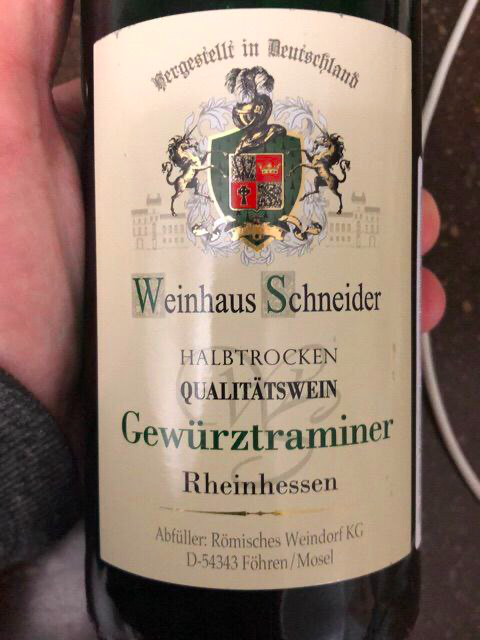 Hergestellt in Deutschland
Weinhaus Schneider
HALBTROCKEN
QUALITÄTSWEIN
Gewürztraminer
Rheinhessen
Abfüller: Römisches Weindorf KG
D-54343 Föhren/Mosel